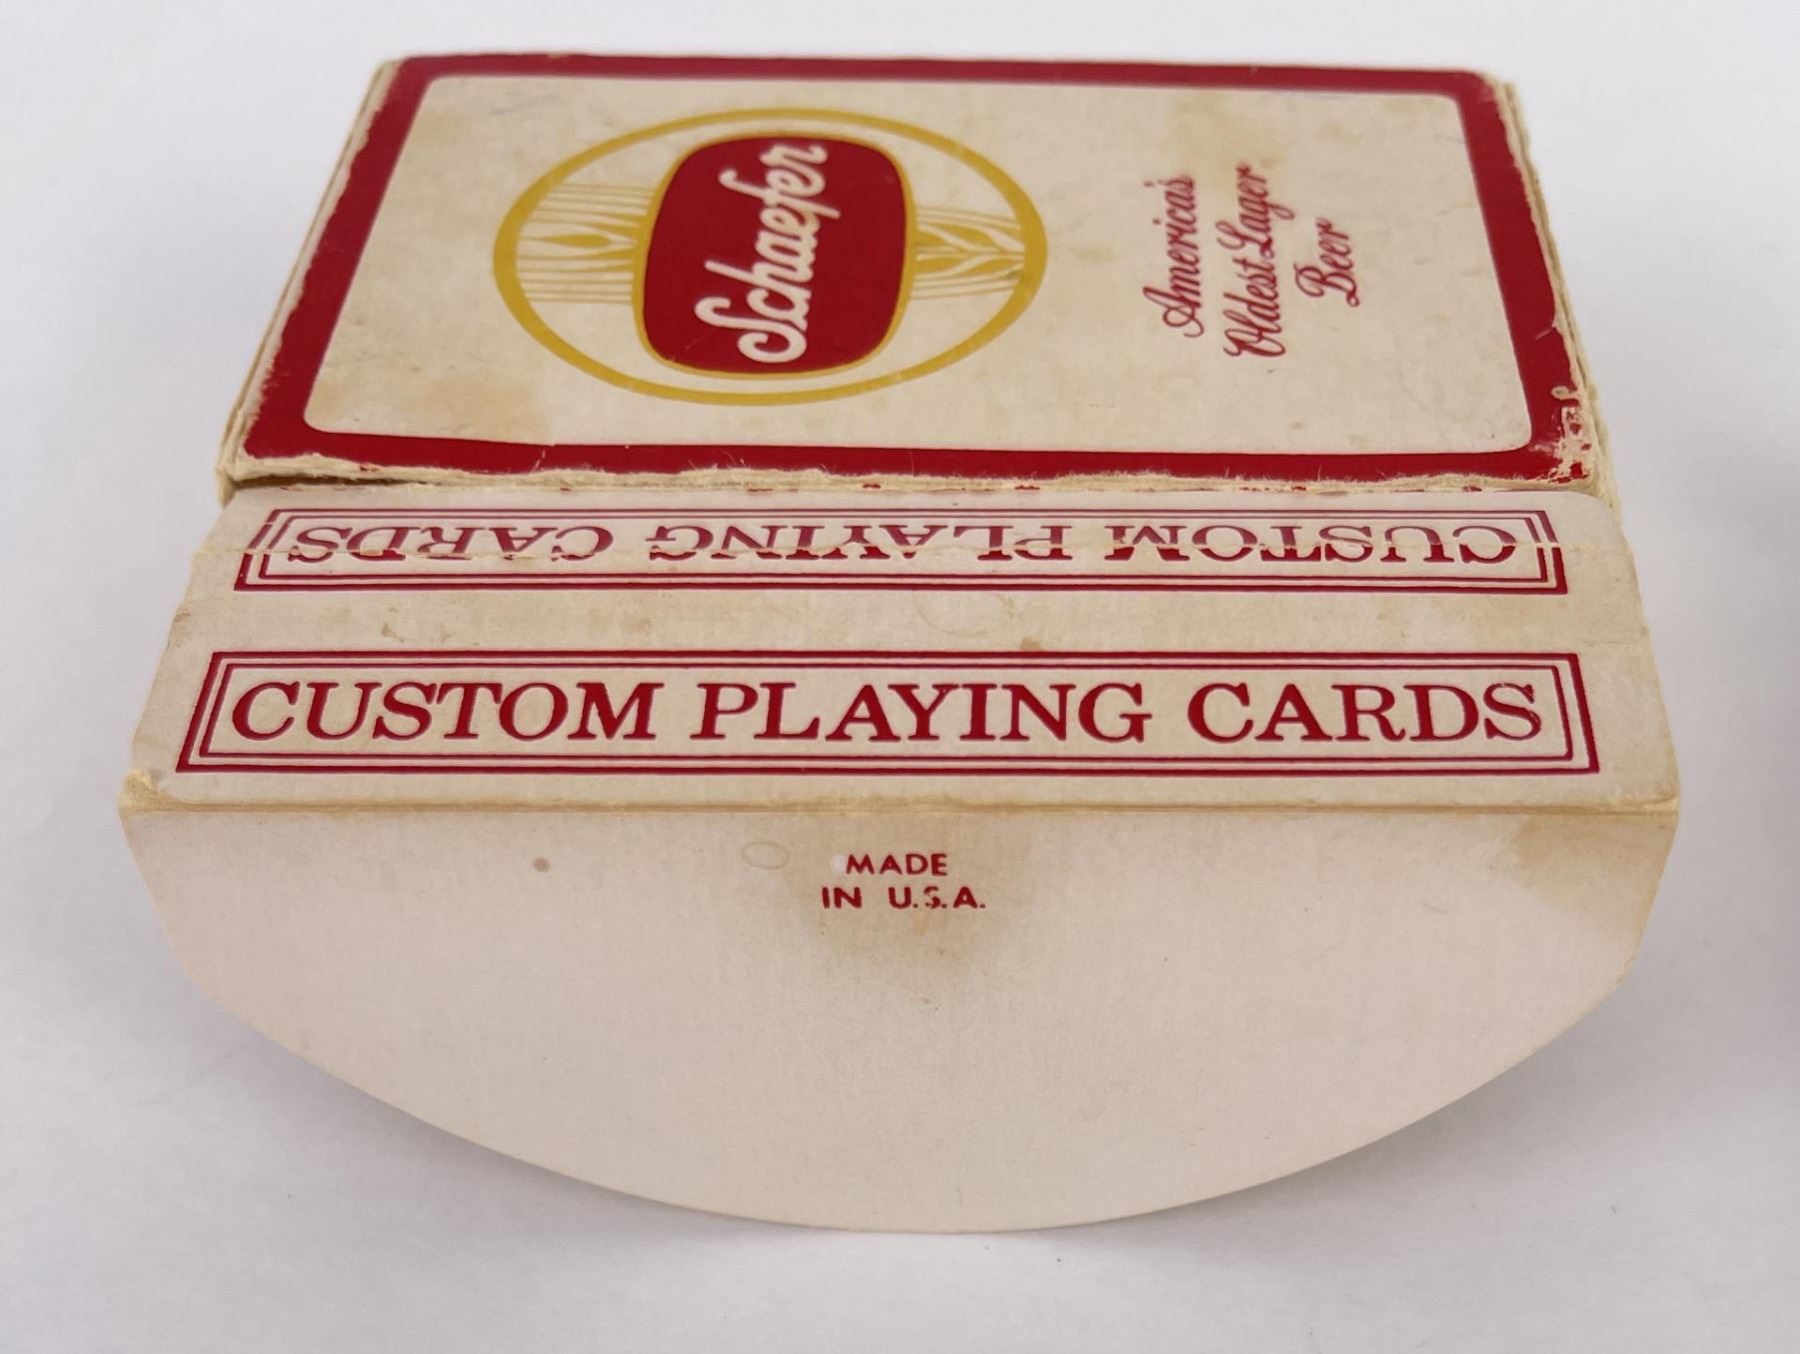 Schaefer
America's
Oldest Lager
Beer
CUSTOM PLAYING CARDS
CUSTOM PLAYING CARDS
MADE
IN U.S.A.